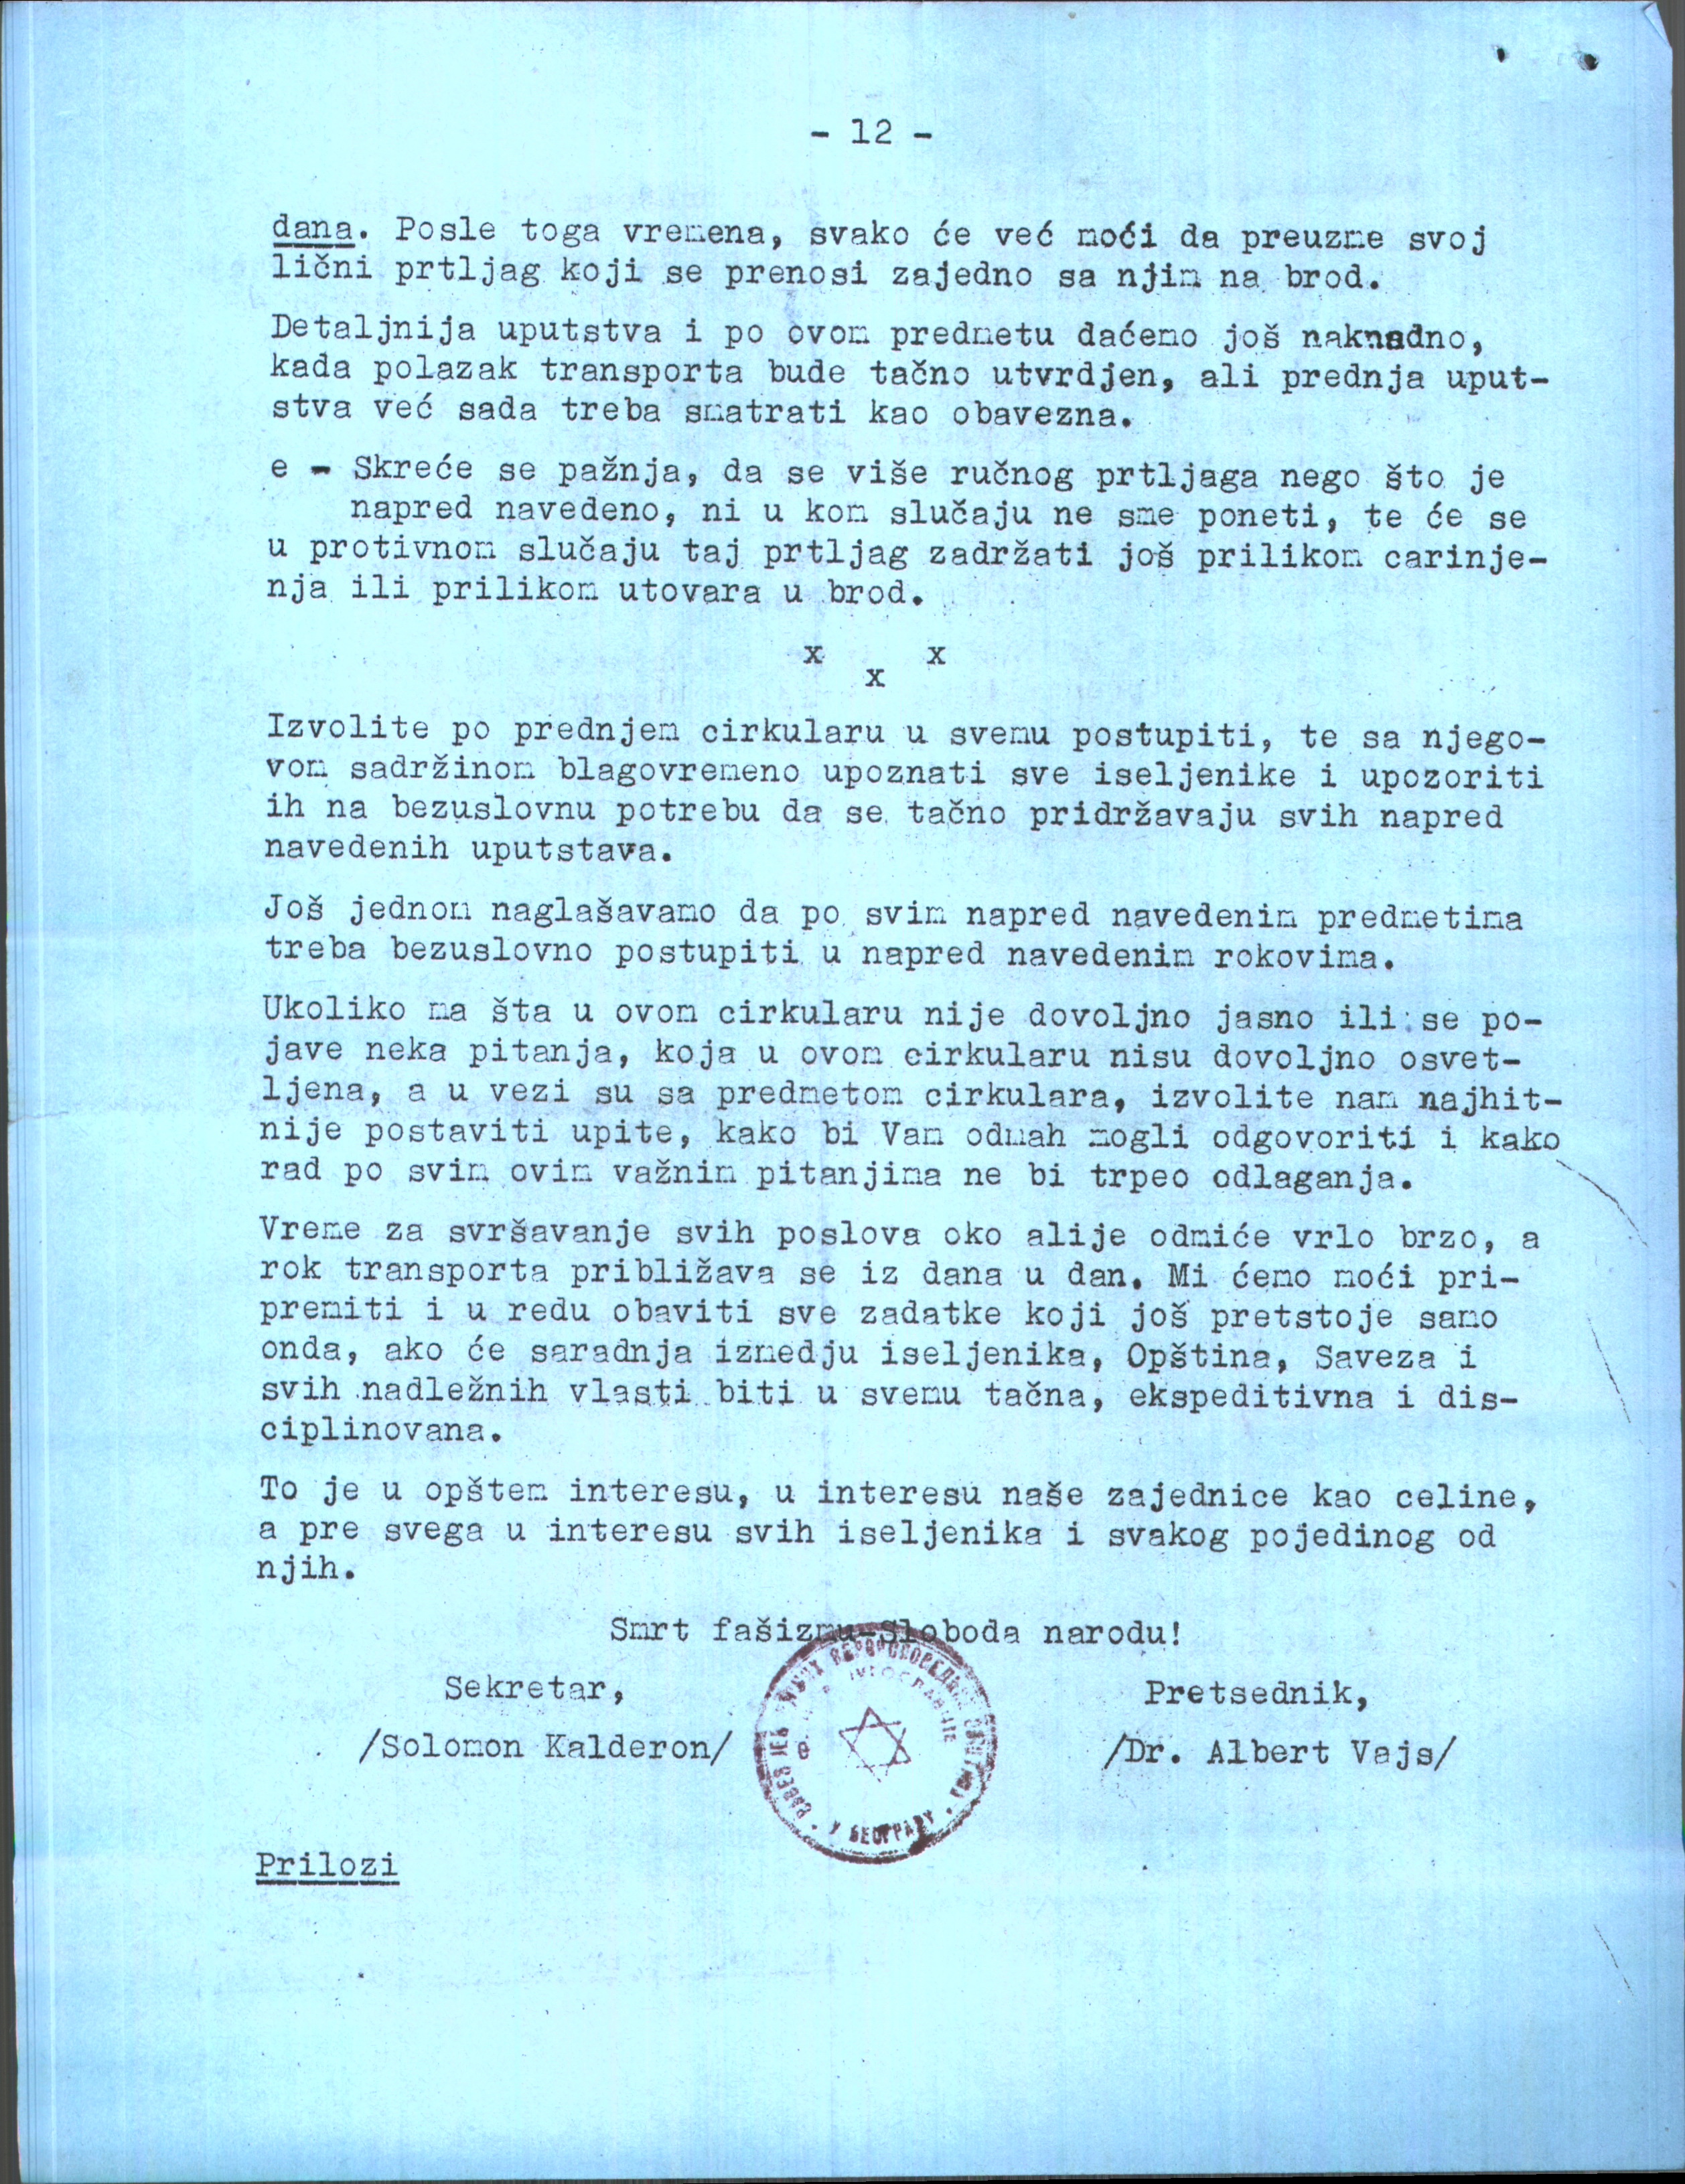 - 12 -
dana. Posle toga vremena, svako će već moći da preuzme svoj
lični prtljag koji se prenosi zajedno sa njim na brod.
Detaljnija uputstva i po ovom predmetu daćemo još naknadno,
kada polazak transporta bude tačno utvrdjen, ali prednja uput-
stva već sada treba smatrati kao obavezna.
e - Skreće se pažnja, da se više ručnog prtljaga nego što je
napred navedeno, ni u kom slučaju ne sme poneti, te će se
u protivnom slučaju taj prtljag zadržati još prilikom carinje-
nja ili prilikom utovara u brod.
x x
x
Izvolite po prednjem cirkularu u svemu postupiti, te sa njego-
vom sadržinom blagovremeno upoznati sve iseljenike i upozoriti
ih na bezuslovnu potrebu da se tačno pridržavaju svih napred
navedenih uputstava.
Još jednom naglašavamo da po svim napred navedenim predmetima
treba bezuslovno postupiti u napred navedenim rokovima.
Ukoliko ma šta u ovom cirkularu nije dovoljno jasno ili se po-
jave neka pitanja, koja u ovom cirkularu nisu dovoljno osvet-
ljena, a u vezi su sa predmetom cirkulara, izvolite nam najhit-
nije postaviti upite, kako bi Vam odmah mogli odgovoriti i kako
rad po svim ovim važnim pitanjima ne bi trpeo odlaganja.
Vreme za svršavanje svih poslova oko alije odmiče vrlo brzo, a
rok transporta približava se iz dana u dan. Mi ćemo moći pri-
premiti i u redu obaviti sve zadatke koji još pretstoje samo
onda, ako će saradnja izmedju iseljenika, Opština, Saveza i
svih nadležnih vlasti biti u svemu tačna, ekspeditivna i dis-
ciplinovana.
To je u opštem interesu, u interesu naše zajednice kao celine,
a pre svega u interesu svih iseljenika i svakog pojedinog od
njih.
Smrt fašizmu-Sloboda narodu!
Sekretar,
Pretsednik,
/Solomon Kalderon/
/Dr. Albert Vajs/
У БЕОГРАДУ
Prilozi